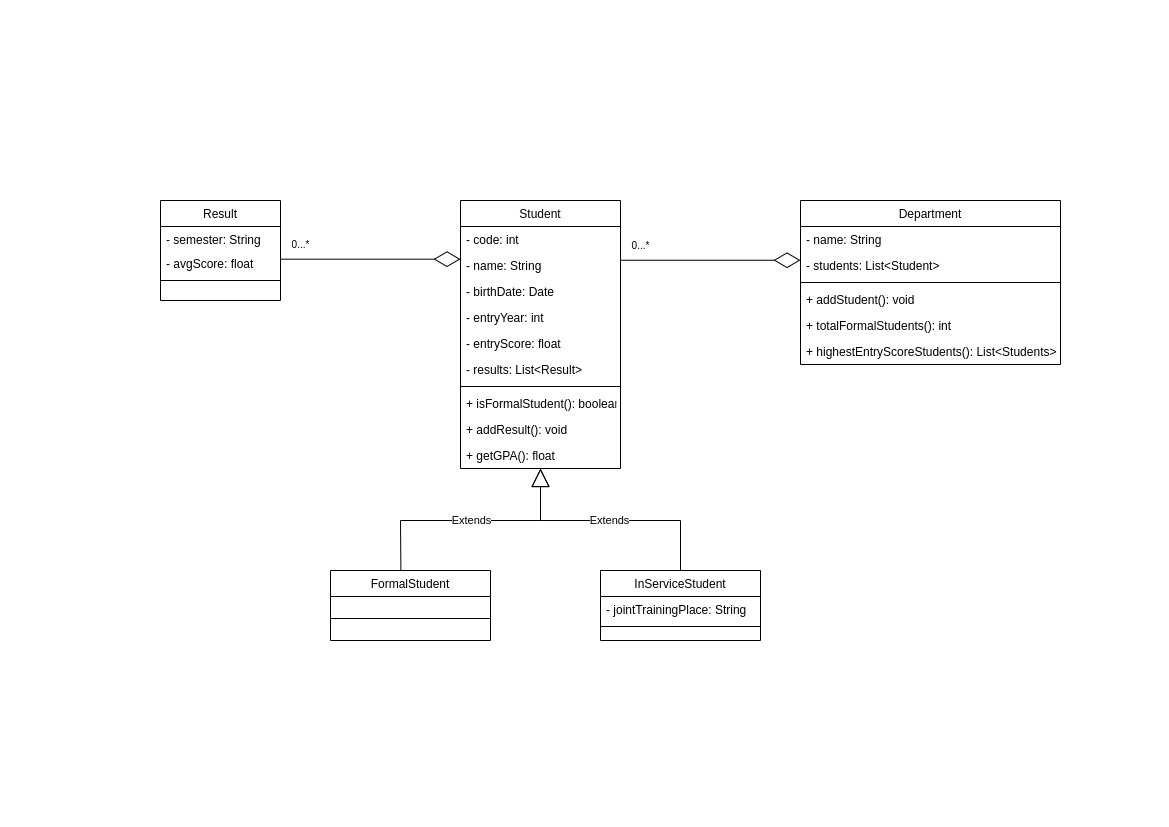 Result
- semester: String
- avgScore: float
0...*
Student
- code: int
- name: String
- birthDate: Date
- entryYear: int
- entryScore: float
- results: List<Result>
+ isFormalStudent(): boolean
+ addResult(): void
+ getGPA(): float
0...*
Department
- name: String
- students: List<Student>
+ addStudent(): void
+ totalFormalStudents(): int
+ highestEntryScoreStudents(): List<Students>
Extends
Extends
FormalStudent
InServiceStudent
- jointTrainingPlace: String